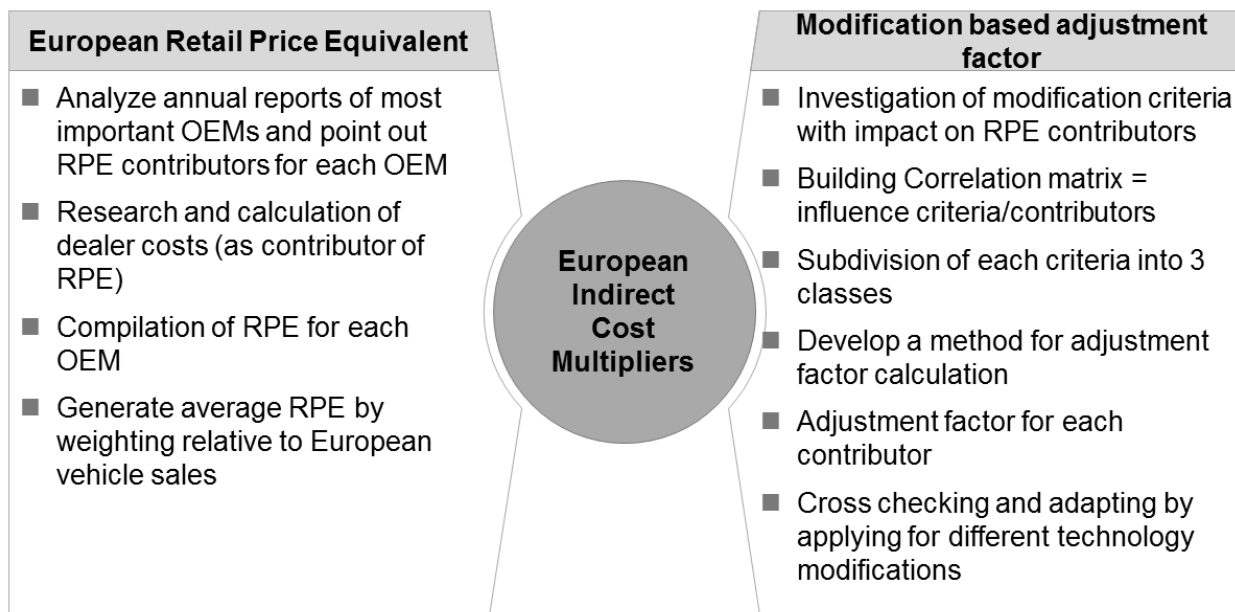 European Retail Price Equivalent
Analyze annual reports of most
important OEMs and point out
RPE contributors for each OEM
Research and calculation of
dealer costs (as contributor of
RPE)
Compilation of RPE for each
OEM
Generate average RPE by
weighting relative to European
vehicle sales
European
Indirect
Cost
Multipliers
Modification based adjustment
factor
Investigation of modification criteria
with impact on RPE contributors
Building Correlation matrix =
influence criteria/contributors
Subdivision of each criteria into 3
classes
Develop a method for adjustment
factor calculation
Adjustment factor for each
contributor
Cross checking and adapting by
applying for different technology
modifications